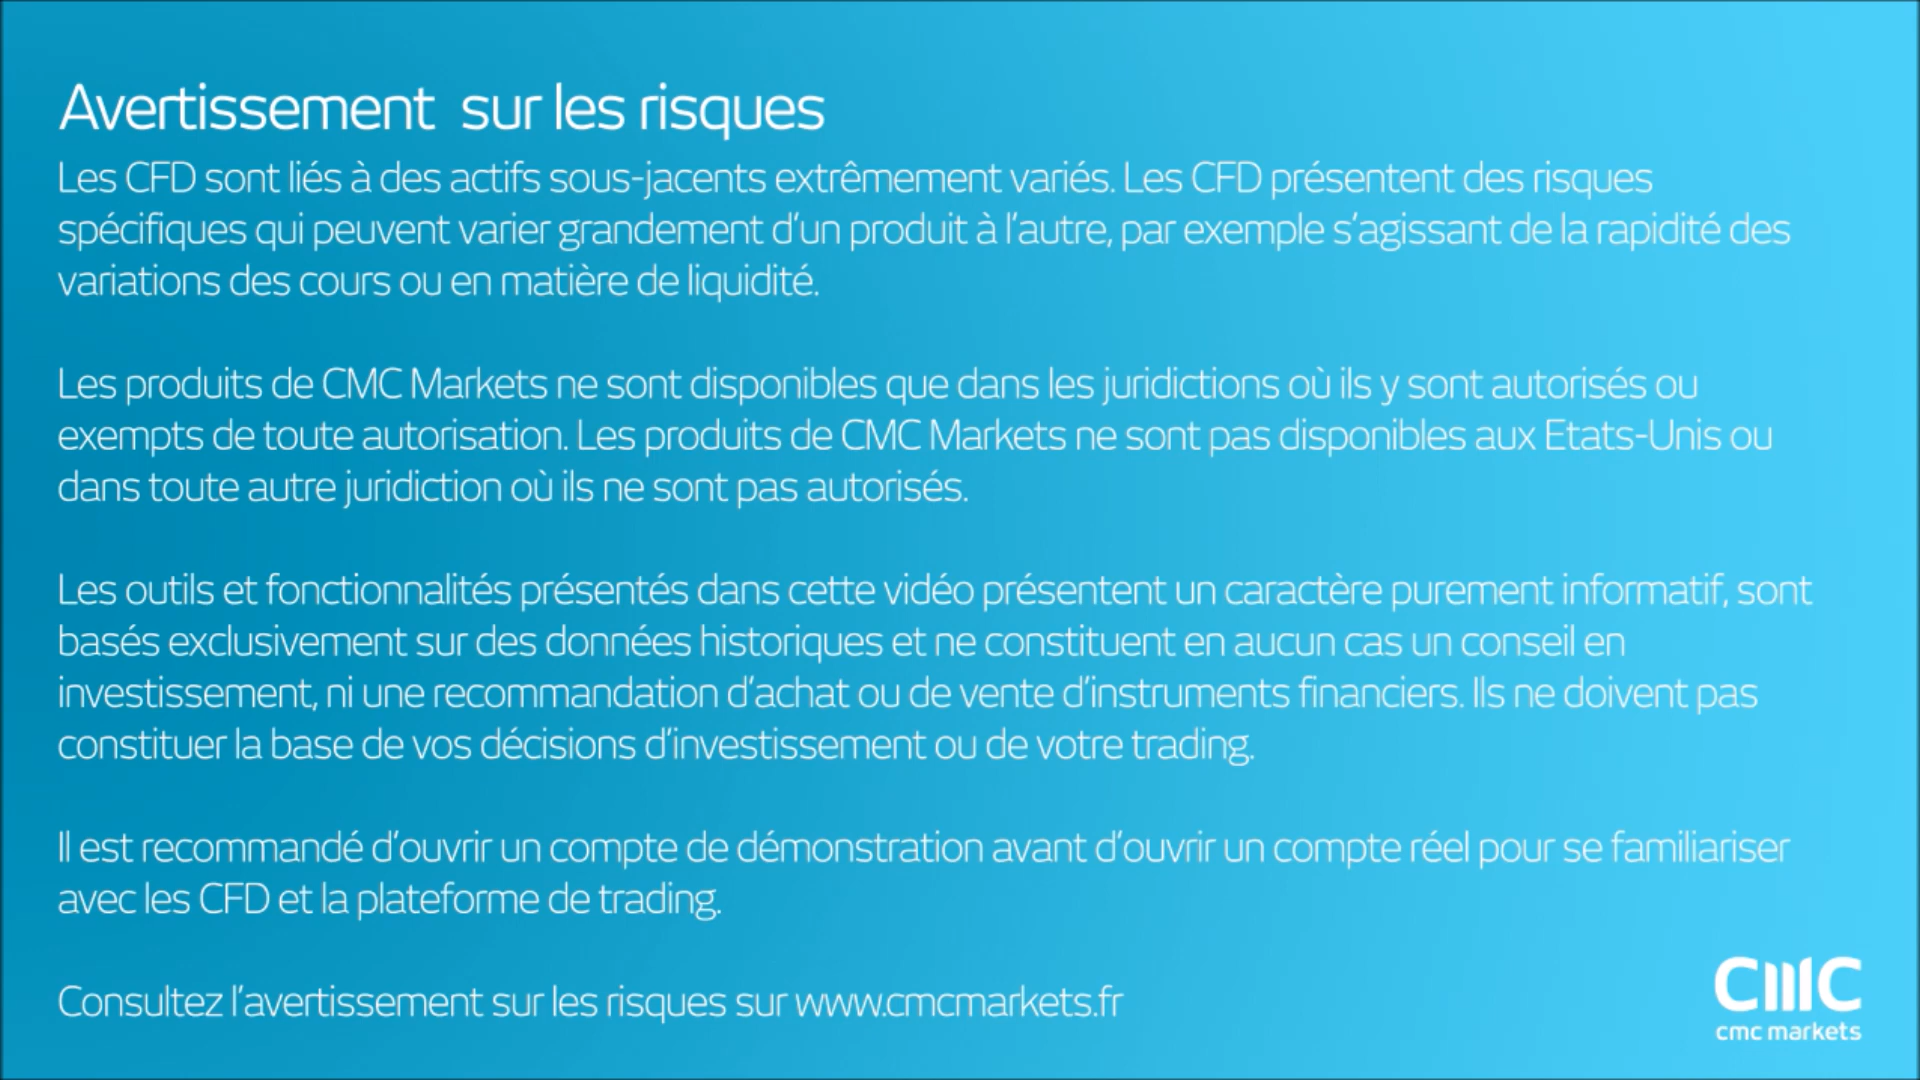 Avertissement sur les risques
Les CFD sont liés à des actifs sous-jacents extrêmement variés. Les CFD présentent des risques
spécifiques qui peuvent varier grandement d'un produit à l'autre, par exemple s'agissant de la rapidité des
variations des cours ou en matière de liquidité.
Les produits de CMC Markets ne sont disponibles que dans les juridictions où ils y sont autorisés ou
exempts de toute autorisation. Les produits de CMC Markets ne sont pas disponibles aux Etats-Unis ou
dans toute autre juridiction où ils ne sont pas autorisés.
Les outils et fonctionnalités présentés dans cette vidéo présentent un caractère purement informatif, sont
basés exclusivement sur des données historiques et ne constituent en aucun cas un conseil en
investissement, ni une recommandation d'achat ou de vente d'instruments financiers. Ils ne doivent pas
constituer la base de vos décisions d'investissement ou de votre trading.
Il est recommandé d'ouvrir un compte de démonstration avant d'ouvrir un compte réel pour se familiariser
avec les CFD et la plateforme de trading.
Consultez l'avertissement sur les risques sur www.cmcmarkets.fr
CMC
cmc markets